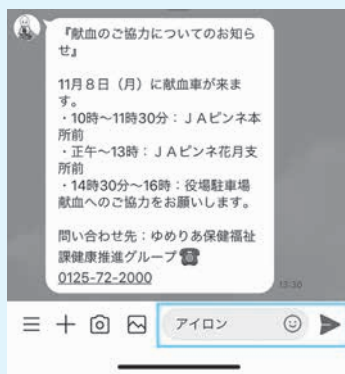 『献血のご協力についてのお知ら
せ』
11月8日（月）に献血車が来ま
す。
・10時～11時30分：ＪＡピンネ本
所前
・正午～13時：ＪＡピンネ花月支
所前
・14時30分～16時：役場駐車場
献血へのご協力をお願いします。
問い合わせ先：ゆめりあ保健福祉
課健康推進グループ☎
0125-72-2000
13:30
アイロン